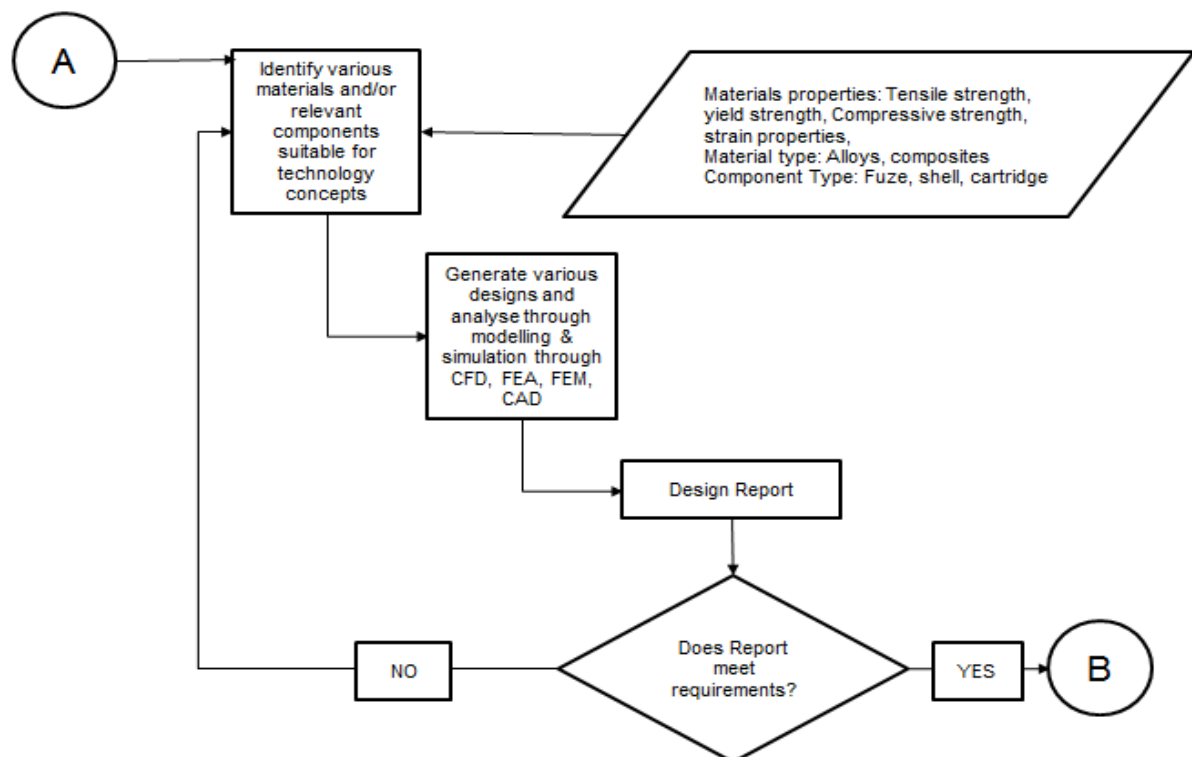 A
Identify various
materials and/or
relevant
components
suitable for
technology
concepts
Materials properties: Tensile strength,
yield strength, Compressive strength,
strain properties,
Material type: Alloys, composites
Component Type: Fuze, shell, cartridge
Generate various
designs and
analyse through
modelling & 
simulation through
CFD, FEA, FEM,
CAD
Design Report
Does Report
meet
requirements?
NO
YES
B